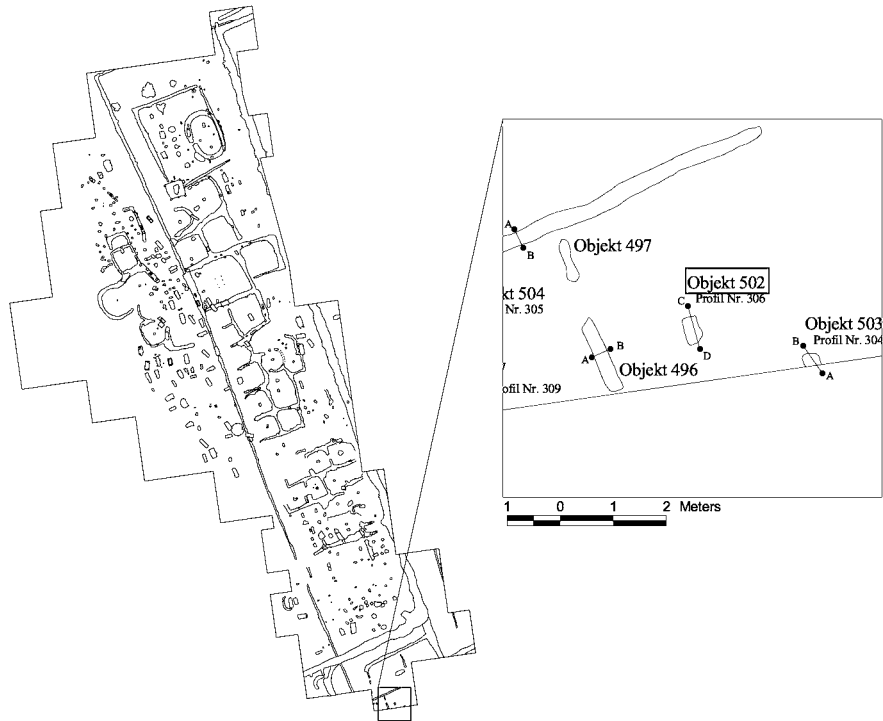 A
B
Objekt 497
Objekt 502
C Profil Nr. 306
kt 504
Nr. 305
Objekt 503
B Profil Nr. 304
A B
D
Objekt 496
A
ofil Nr. 309
1 0 1 2 Meters